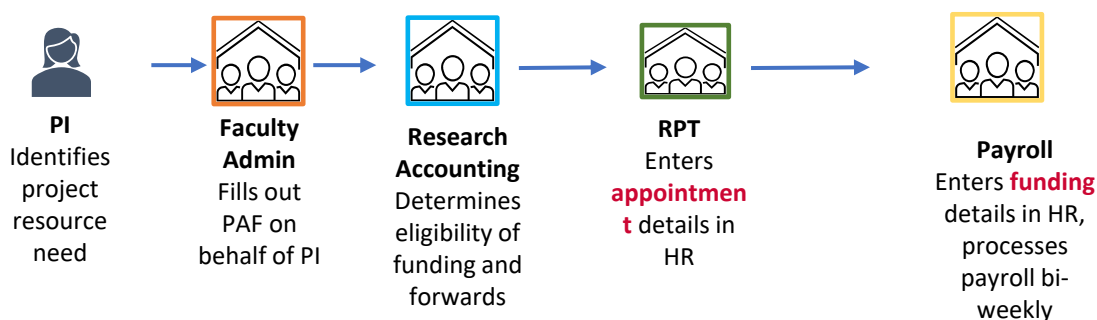 PI
Identifies
project
resource
need
Faculty
Admin
Fills out
PAF on
behalf of PI
Research
Accounting
Determines
eligibility of
funding and
forwards
RPT
Enters
appointmen
t details in
HR
Payroll
Enters funding
details in HR,
processes
payroll bi-
weekly